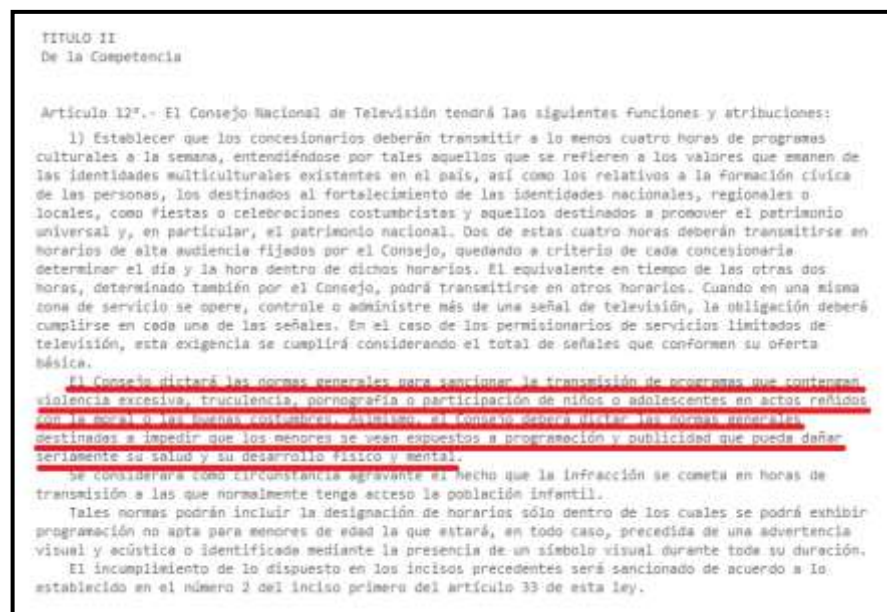 TITULO II
De la Competencia
Artículo 12º.- El Consejo Nacional de Televisión tendrá las siguientes funciones y atribuciones:
l) Establecer que los concesionarios deberán transmitir a lo menos cuatro horas de programas
culturales a la semana, entendiéndose por tales aquellos que se refieren a los valores que emanen de
las identidades multiculturales existentes en el país, así como los relativos a la formación cívica
de las personas, los destinados al fortalecimiento de las identidades nacionales, regionales o
locales, como fiestas o celebraciones costumbristas y aquellos destinados a promover el patrimonio
universal y, en particular, el patrimonio nacional. Dos de estas cuatro horas deberán transmitirse en
horarios de alta audiencia fijados por el Consejo, quedando a criterio de cada concesionaria
determinar el día y la hora dentro de dichos horarios. El equivalente en tiempo de las otras dos
horas, determinado también por el Consejo, podrá transmitirse en otros horarios. Cuando en una misma
zona de servicio se opere, controle o administre más de una señal de televisión, la obligación deberá
cumplirse en cada una de las señales. En el caso de los permisionarios de servicios limitados de
televisión, esta exigencia se cumplirá considerando el total de señales que conformen su oferta
básica.
El Consejo dictará las normas generales para sancionar la transmisión de programas que contengan
violencia excesiva, truculencia, pornografía o participación de niños o adolescentes en actos reñidos
con la moral o las buenas costumbres. Asimismo, el Consejo deberá dictar las normas generales
destinadas a impedir que los menores se vean expuestos a programación y publicidad que pueda dañar
seriamente su salud y su desarrollo físico y mental.
Se considerará como circunstancia agravante el hecho que la infracción se cometa en horas de
transmisión a las que normalmente tenga acceso la población infantil.
Tales normas podrán incluir la designación de horarios sólo dentro de los cuales se podrá exhibir
programación no apta para menores de edad la que estará, en todo caso, precedida de una advertencia
visual y acústica o identificada mediante la presencia de un símbolo visual durante toda su duración.
El incumplimiento de lo dispuesto en los incisos precedentes será sancionado de acuerdo a lo
establecido en el número 2 del inciso primero del artículo 33 de esta ley.